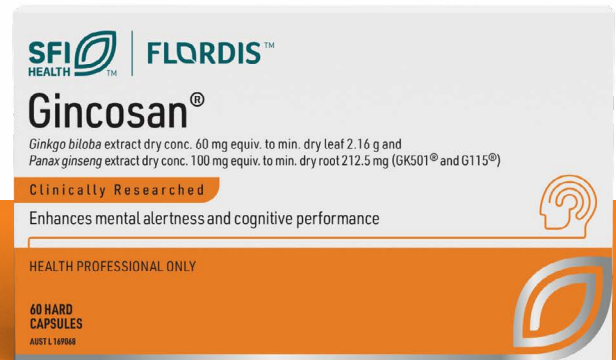 SFI HEALTH™ | FLORDIS™
Gincosan®
Ginkgo biloba extract dry conc. 60 mg equiv. to min. dry leaf 2.16 g and
Panax ginseng extract dry conc. 100 mg equiv. to min. dry root 212.5 mg (GK501® and G115®)
Clinically Researched
Enhances mental alertness and cognitive performance
HEALTH PROFESSIONAL ONLY
60 HARD
CAPSULES
AUST L 169068